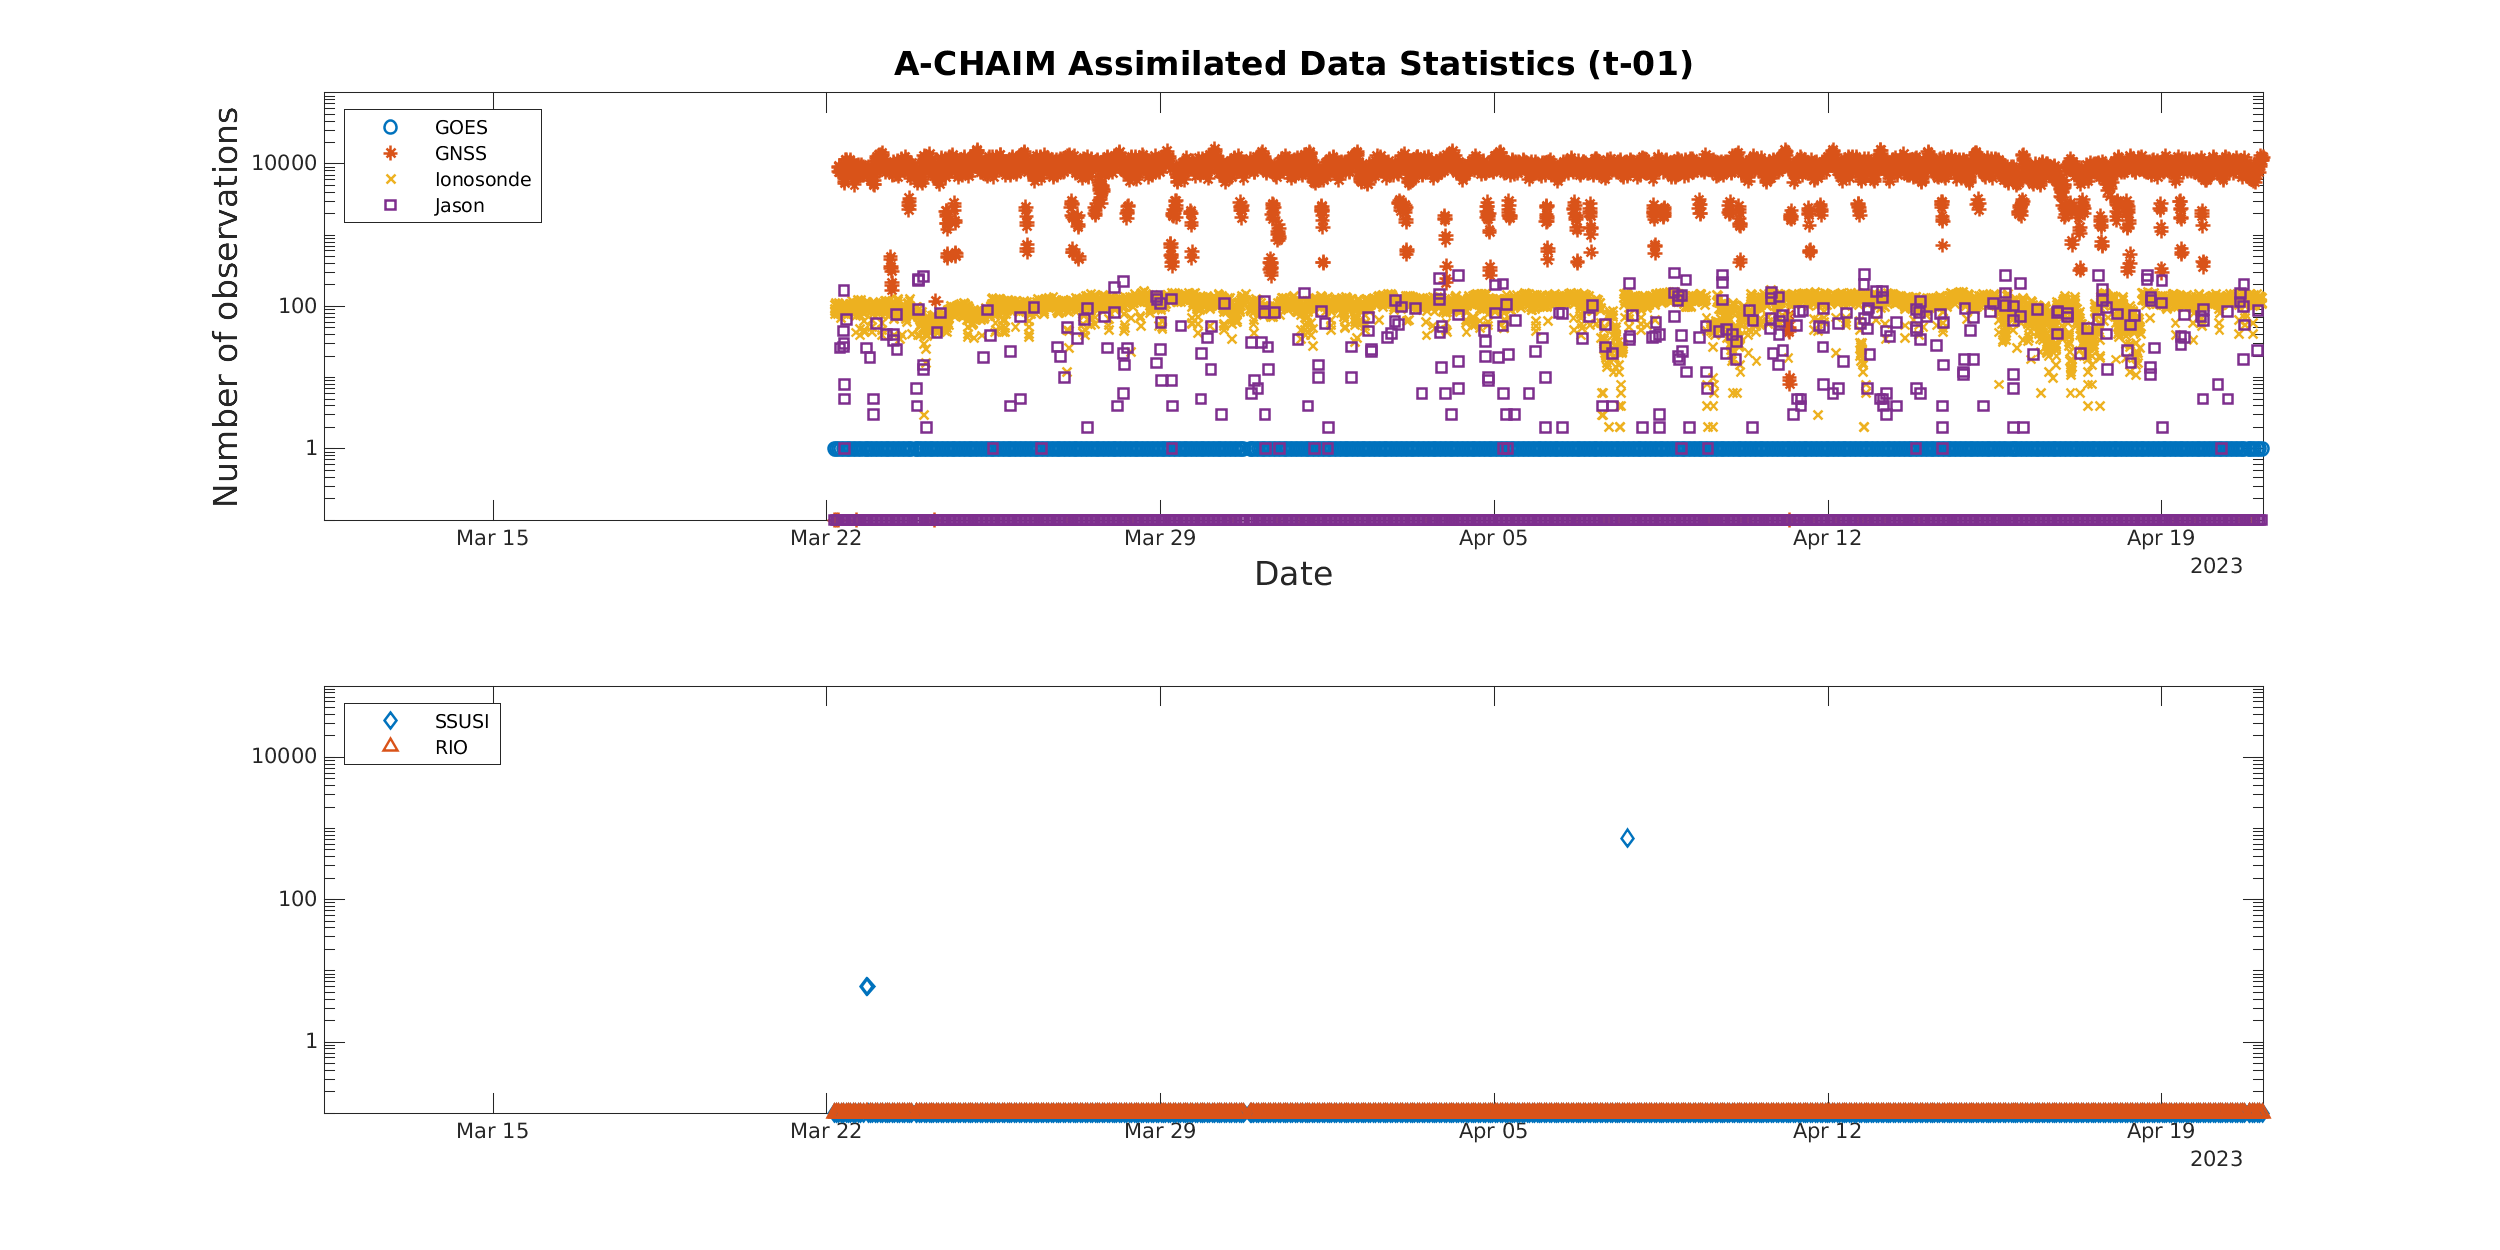 A-CHAIM Assimilated Data Statistics (t-01)
GOES
GNSS
Ionosonde
Jason
Number of observations
10000
100
1
Mar 15 Mar 22 Mar 29 Apr 05 Apr 12 Apr 19
2023
Date
SSUSI
RIO
10000
100
1
Mar 15 Mar 22 Mar 29 Apr 05 Apr 12 Apr 19
2023